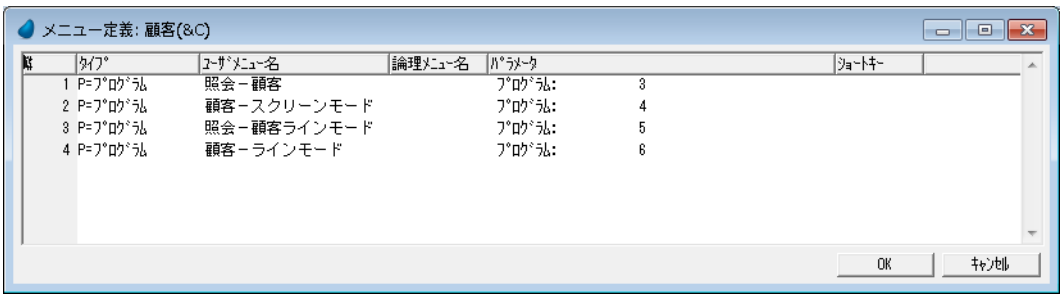 メニュー定義: 顧客(&C)
# ﾀｲﾌﾟ ﾕｰｻﾞﾒﾆｭｰ名 論理ﾒﾆｭｰ名 ﾊﾟﾗﾒｰﾀ ｼｮｰﾄｷｰ
1 P=ﾌﾟﾛｸﾞﾗﾑ 照会－顧客 ﾌﾟﾛｸﾞﾗﾑ: 3
2 P=ﾌﾟﾛｸﾞﾗﾑ 顧客－スクリーンモード ﾌﾟﾛｸﾞﾗﾑ: 4
3 P=ﾌﾟﾛｸﾞﾗﾑ 照会－顧客ラインモード ﾌﾟﾛｸﾞﾗﾑ: 5
4 P=ﾌﾟﾛｸﾞﾗﾑ 顧客－ラインモード ﾌﾟﾛｸﾞﾗﾑ: 6
OK ｷｬﾝｾﾙ